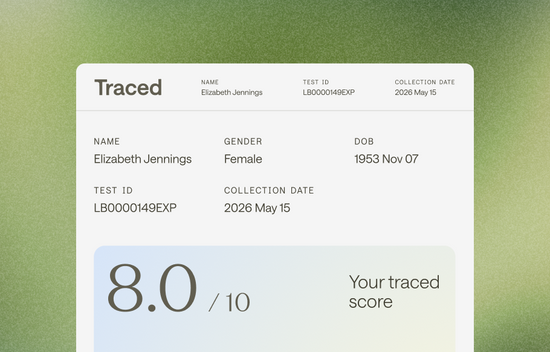 Traced
NAME
Elizabeth Jennings
TEST ID
LB0000149EXP
COLLECTION DATE
2026 May 15
NAME
Elizabeth Jennings
GENDER
Female
DOB
1953 Nov 07
TEST ID
LB0000149EXP
COLLECTION DATE
2026 May 15
8.0 / 10
Your traced
score